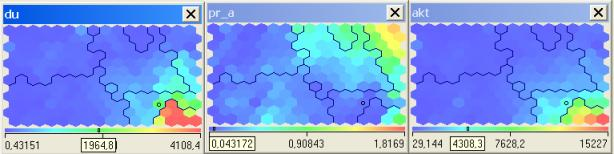 du
pr_a
akt
0,43151 1964,8 4108,4
0,043172 0,90843 1,8169
29,144 4308,3 7628,2 15227